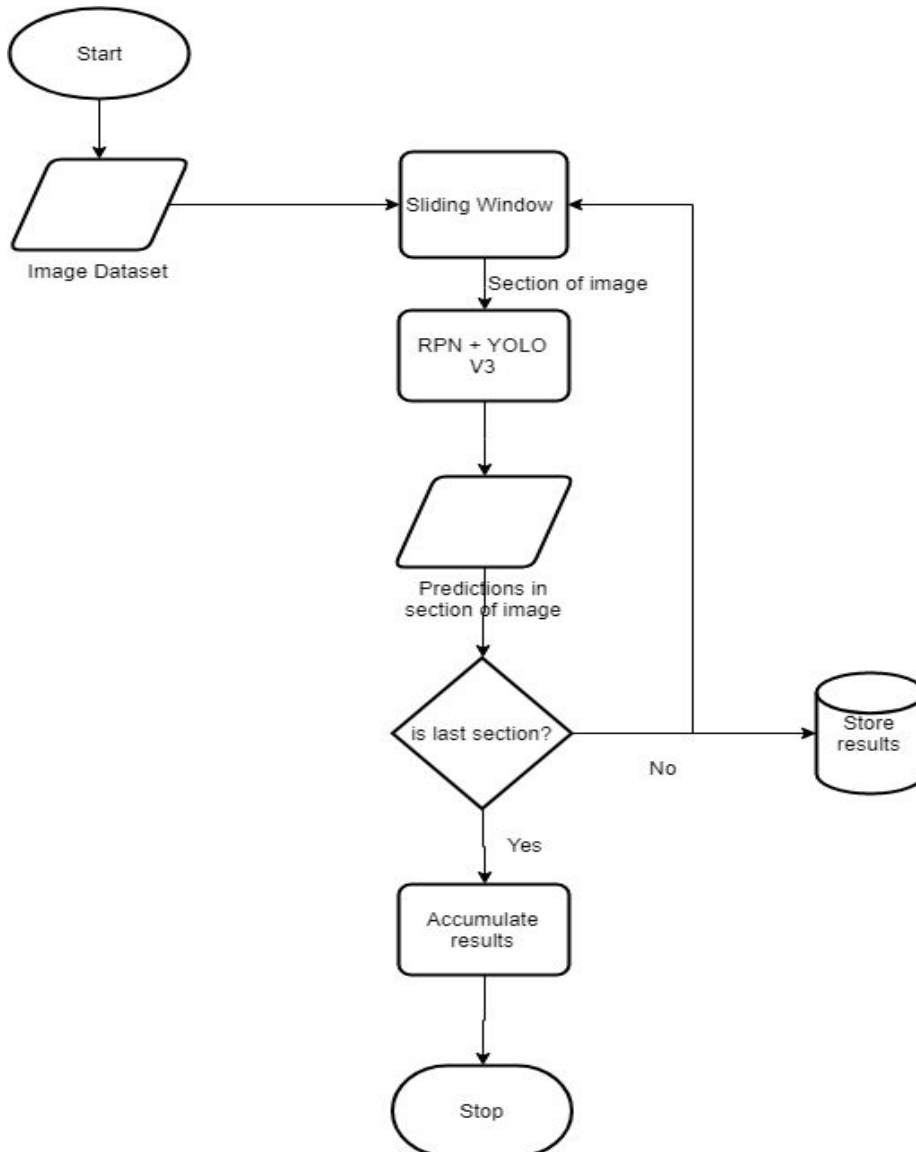 Start
Image Dataset
Sliding Window
Section of image
RPN + YOLO
V3
Predictions in
section of image
is last section?
No
Store
results
Yes
Accumulate
results
Stop